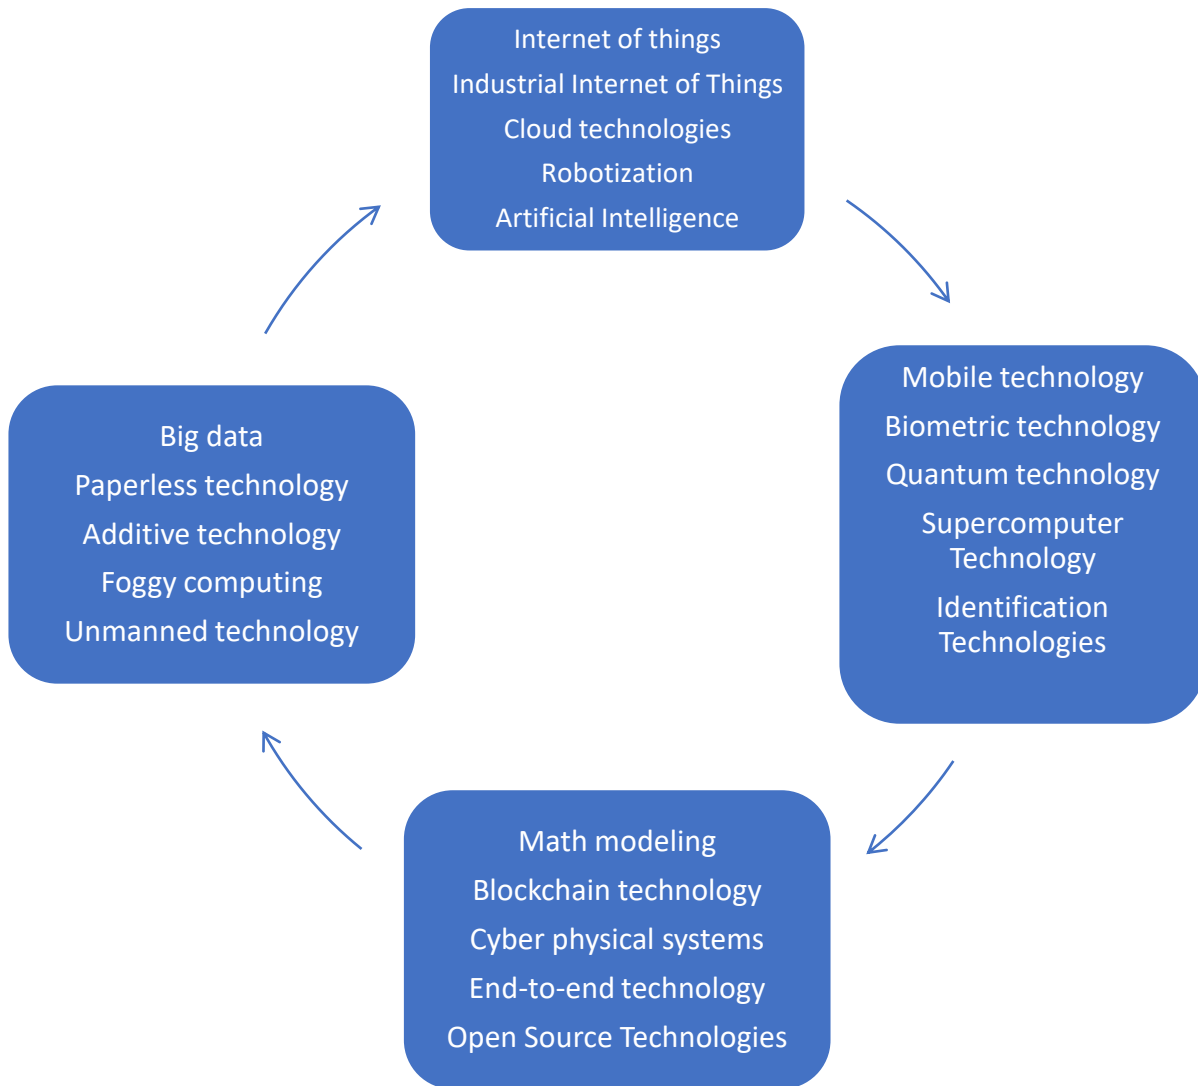 Internet of things
Industrial Internet of Things
Cloud technologies
Robotization
Artificial Intelligence
Mobile technology
Biometric technology
Quantum technology
Supercomputer
Technology
Identification
Technologies
Math modeling
Blockchain technology
Cyber physical systems
End-to-end technology
Open Source Technologies
Big data
Paperless technology
Additive technology
Foggy computing
Unmanned technology